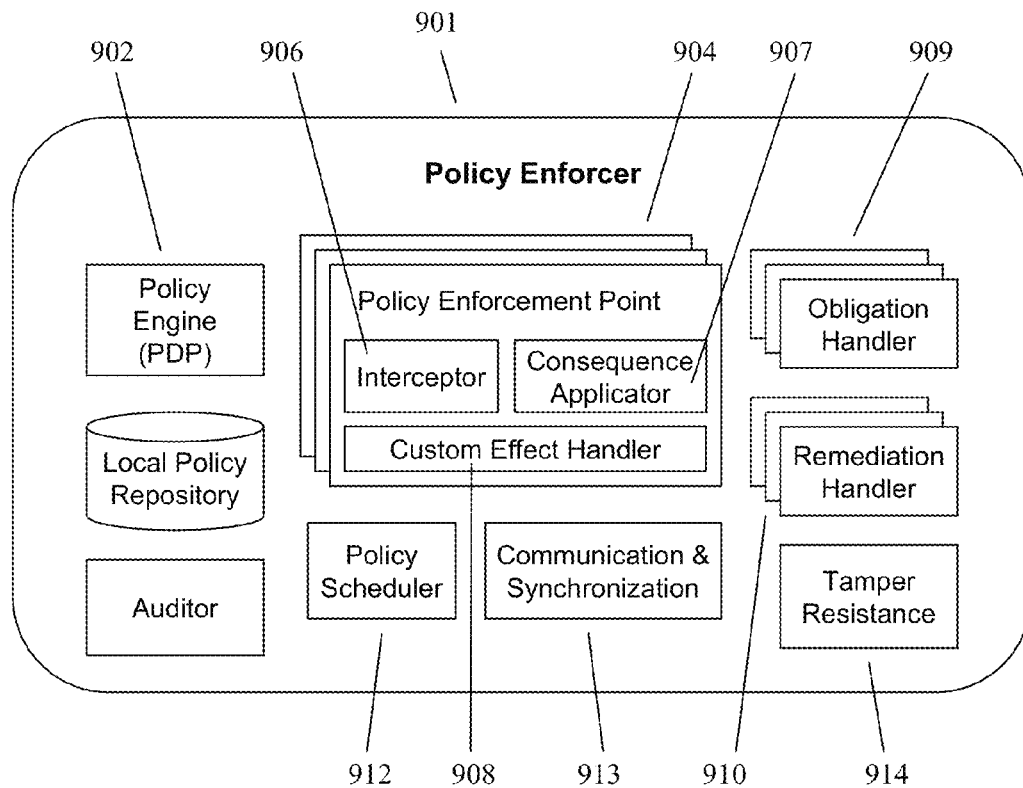 901
902
906
904
907
909
Policy Enforcer
Policy
Engine
(PDP)
Policy Enforcement Point
Interceptor
Consequence
Applicator
Custom Effect Handler
Obligation
Handler
Local Policy
Repository
Remediation
Handler
Auditor
Policy
Scheduler
Communication &
Synchronization
Tamper
Resistance
912
908
913
910
914